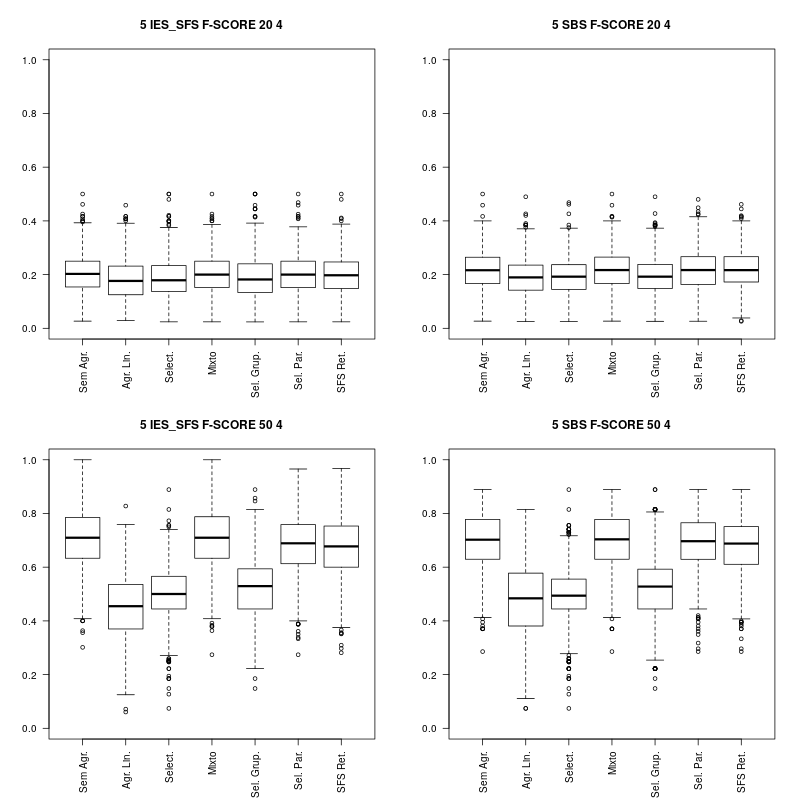 5 IES_SFS F-SCORE 20 4
1.0
0.8
0.6
0.4
0.2
0.0
Sem Agr.
Agr. Lin.
Select.
Mixto
Sel. Grup.
Sel. Par.
SFS Ret.
5 SBS F-SCORE 20 4
1.0
0.8
0.6
0.4
0.2
0.0
Sem Agr.
Agr. Lin.
Select.
Mixto
Sel. Grup.
Sel. Par.
SFS Ret.
5 IES_SFS F-SCORE 50 4
1.0
0.8
0.6
0.4
0.2
0.0
Sem Agr.
Agr. Lin.
Select.
Mixto
Sel. Grup.
Sel. Par.
SFS Ret.
5 SBS F-SCORE 50 4
1.0
0.8
0.6
0.4
0.2
0.0
Sem Agr.
Agr. Lin.
Select.
Mixto
Sel. Grup.
Sel. Par.
SFS Ret.